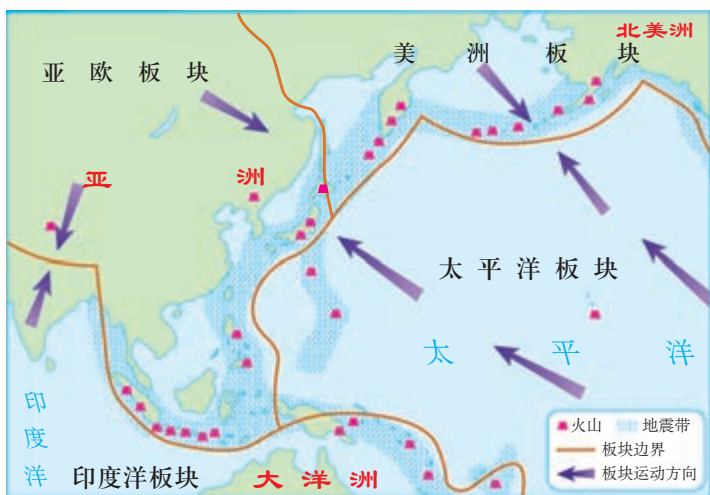 北美洲
美洲板块
亚欧板块
亚洲
太平洋板块
太平洋
印度洋
印度洋板块
大洋洲
火山 地震带
板块边界
板块运动方向